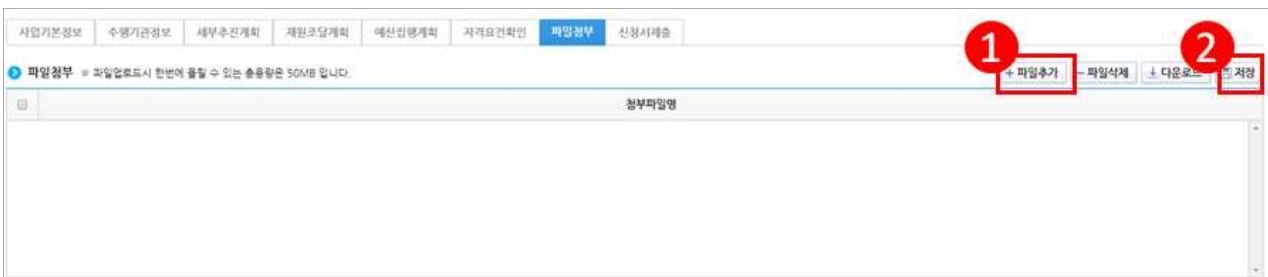 사업기본정보 수행기관정보 세부추진계획 재원조달계획 예산집행계획 자격요건확인 파일첨부 신청서제출
1 2
파일첨부 ※ 파일업로드시 한번에 올릴 수 있는 총용량은 50MB 입니다.
+ 파일추가 - 파일삭제 ↓ 다운로드 저장
첨부파일명